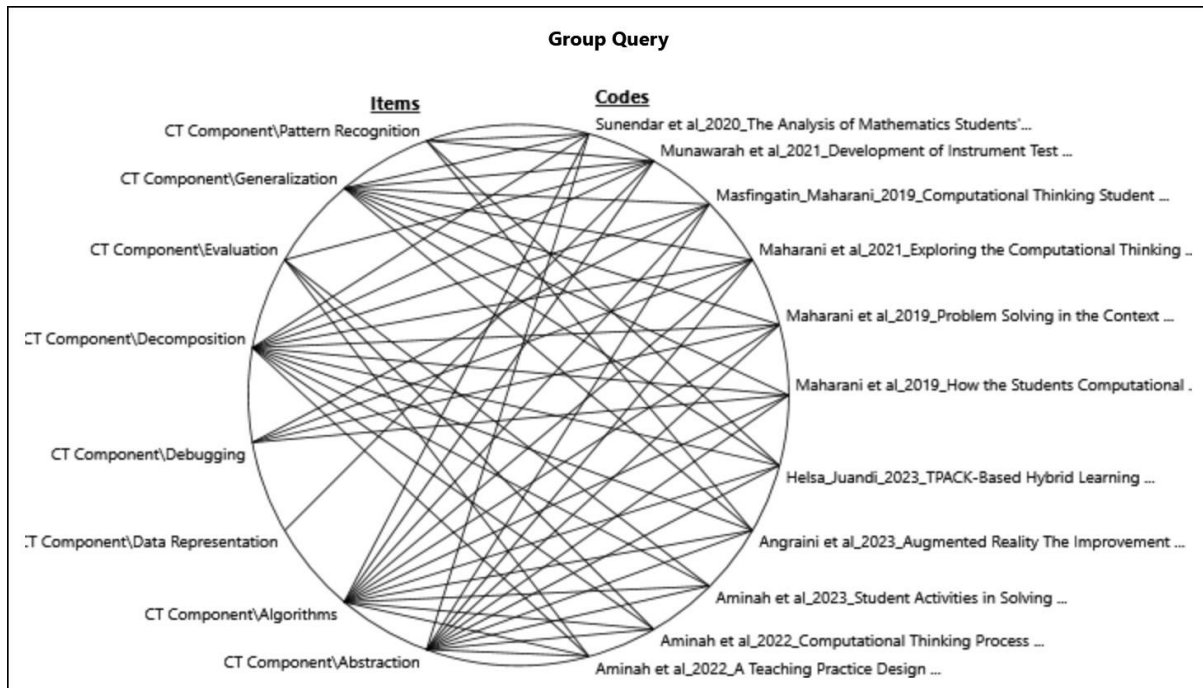 Group Query
Items
Codes
CT Component\Pattern Recognition
CT Component\Generalization
CT Component\Evaluation
CT Component\Decomposition
CT Component\Debugging
CT Component\Data Representation
CT Component\Algorithms
CT Component\Abstraction
Sunendar et al_2020_The Analysis of Mathematics Students'...
Munawarah et al_2021_Development of Instrument Test ...
Masfingatin_Maharani_2019_Computational Thinking Student ...
Maharani et al_2021_Exploring the Computational Thinking ..
Maharani et al_2019_Problem Solving in the Context ...
Maharani et al_2019_How the Students Computational .
Helsa_Juandi_2023_TPACK-Based Hybrid Learning ...
Angraini et al_2023_Augmented Reality The Improvement ...
Aminah et al_2023_Student Activities in Solving ...
Aminah et al_2022_Computational Thinking Process ...
Aminah et al_2022_A Teaching Practice Design ...